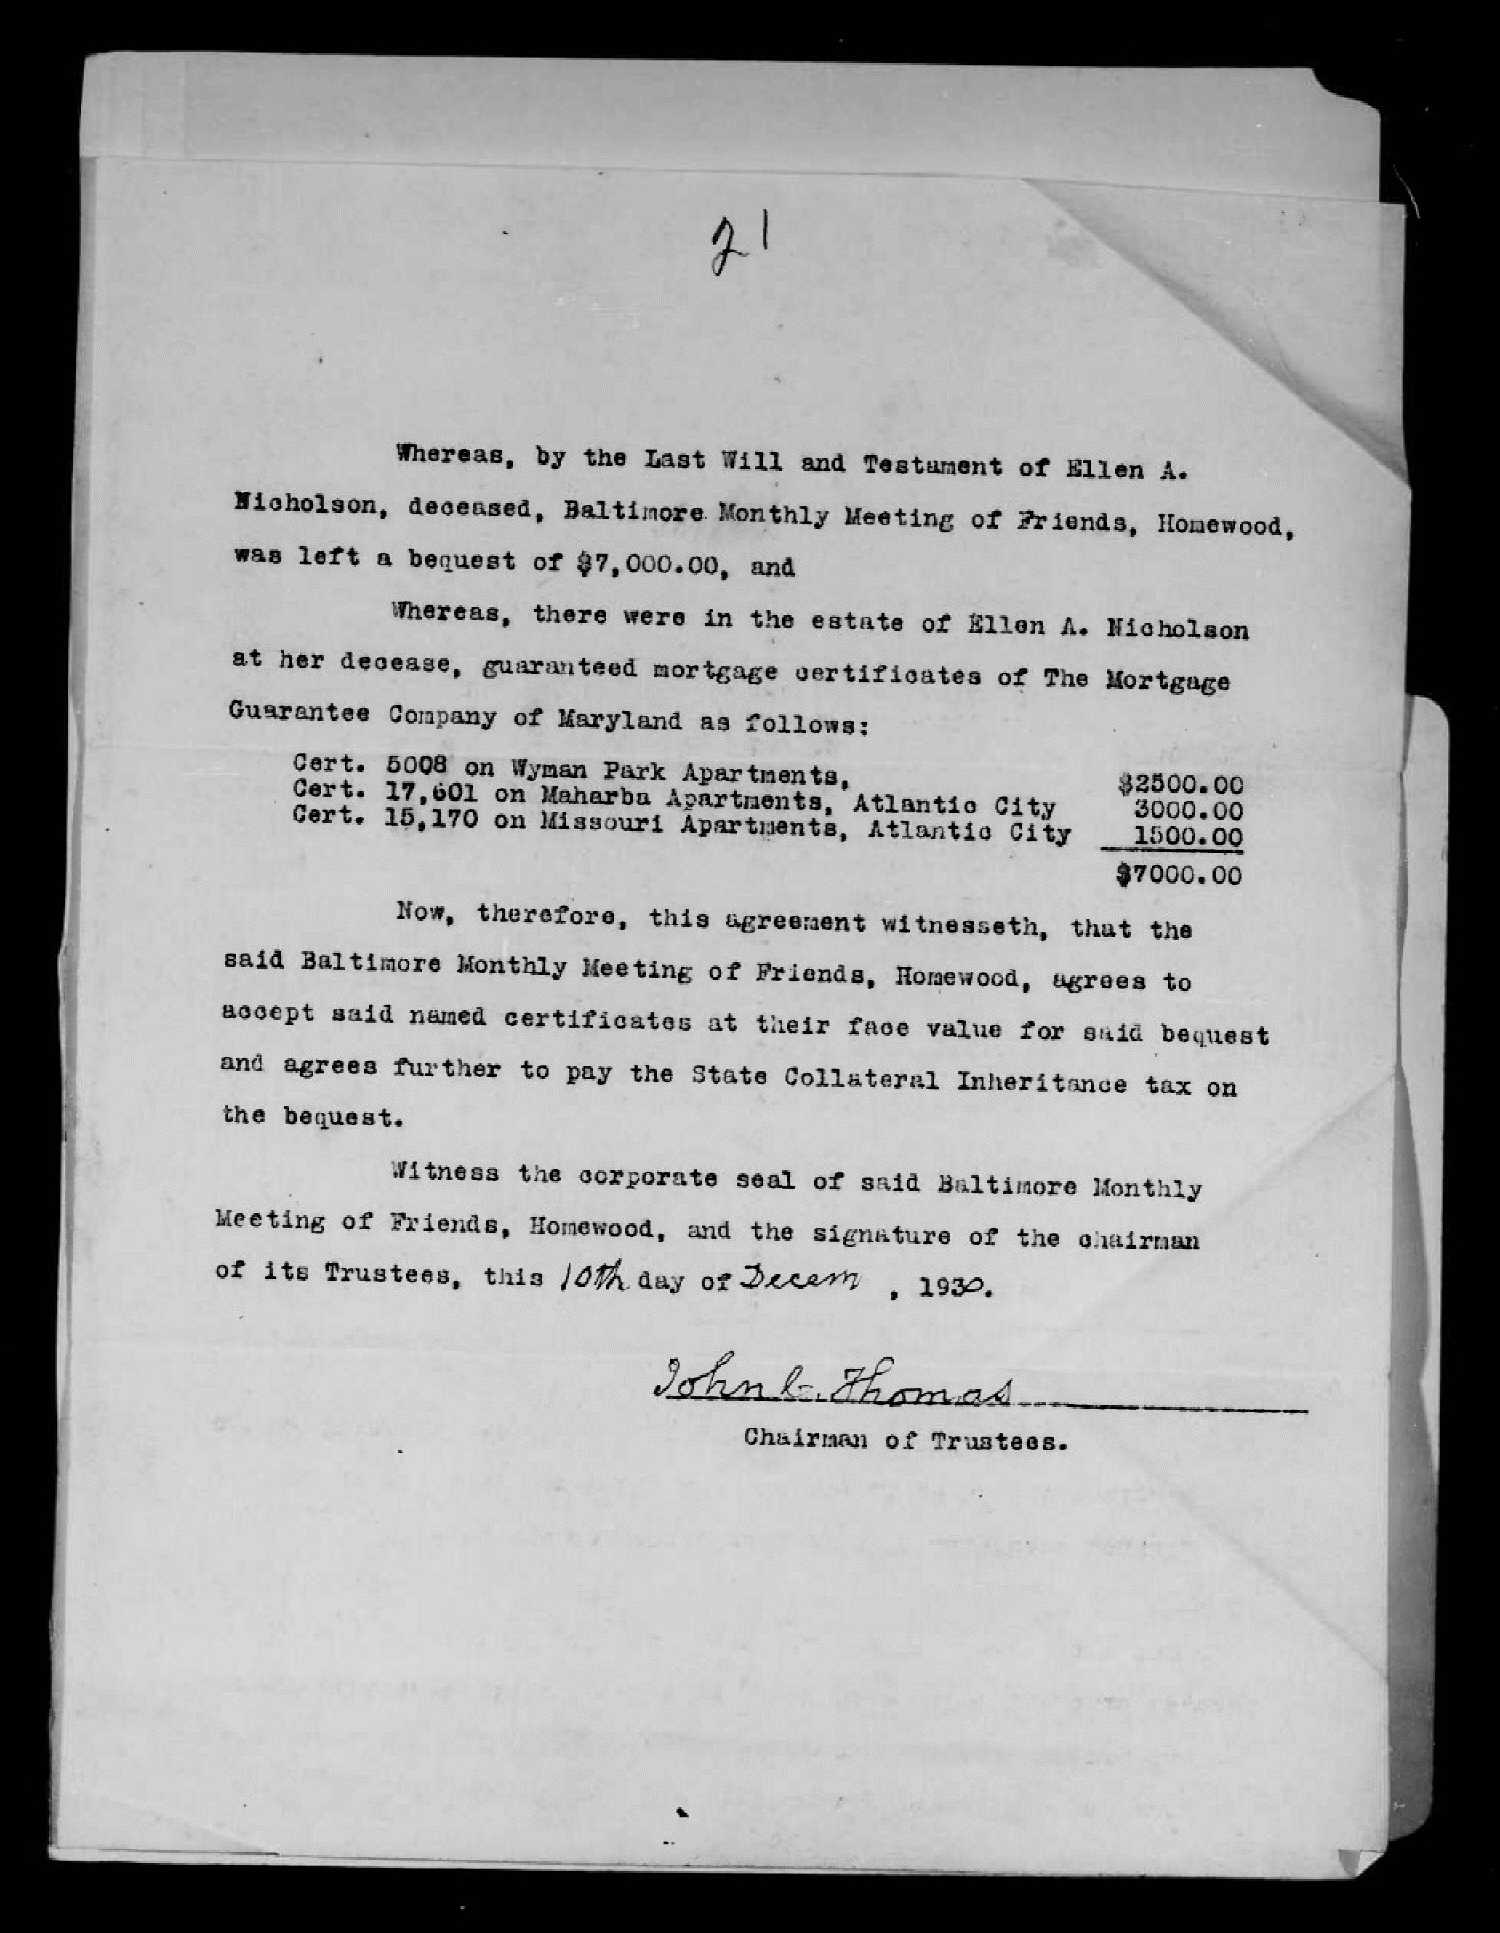 21
Whereas, by the Last Will and Testament of Ellen A.
Nicholson, deceased, Baltimore Monthly Meeting of Friends, Homewood,
was left a bequest of $7,000.00, and
Whereas, there were in the estate of Ellen A. Nicholson
at her decease, guaranteed mortgage certificates of The Mortgage
Guarantee Company of Maryland as follows:
Cert. 5008 on Wyman Park Apartments, $2500.00
Cert. 17,601 on Maharba Apartments, Atlantic City 3000.00
Cert. 15,170 on Missouri Apartments, Atlantic City 1500.00
$7000.00
Now, therefore, this agreement witnesseth, that the
said Baltimore Monthly Meeting of Friends, Homewood, agrees to
accept said named certificates at their face value for said bequest
and agrees further to pay the State Collateral Inheritance tax on
the bequest.
Witness the corporate seal of said Baltimore Monthly
Meeting of Friends, Homewood, and the signature of the chairman
of its Trustees, this 10th day of Decem , 1930.
John C. Thomas
Chairman of Trustees.